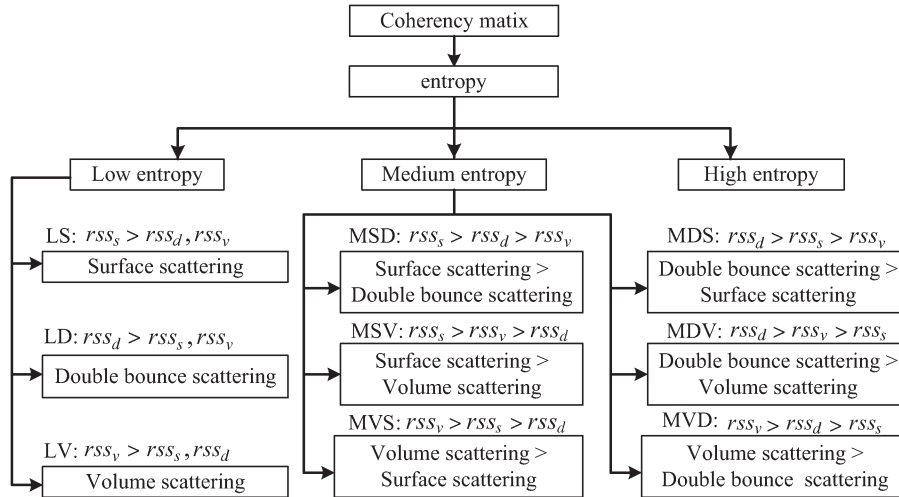 Coherency matix
entropy
Low entropy
Medium entropy
High entropy
LS: rss_s > rss_d, rss_v
Surface scattering
LD: rss_d > rss_s, rss_v
Double bounce scattering
LV: rss_v > rss_s, rss_d
Volume scattering
MSD: rss_s > rss_d > rss_v
Surface scattering >
Double bounce scattering
MSV: rss_s > rss_v > rss_d
Surface scattering >
Volume scattering
MVS: rss_v > rss_s > rss_d
Volume scattering >
Surface scattering
MDS: rss_d > rss_s > rss_v
Double bounce scattering >
Surface scattering
MDV: rss_d > rss_v > rss_s
Double bounce scattering >
Volume scattering
MVD: rss_v > rss_d > rss_s
Volume scattering >
Double bounce scattering